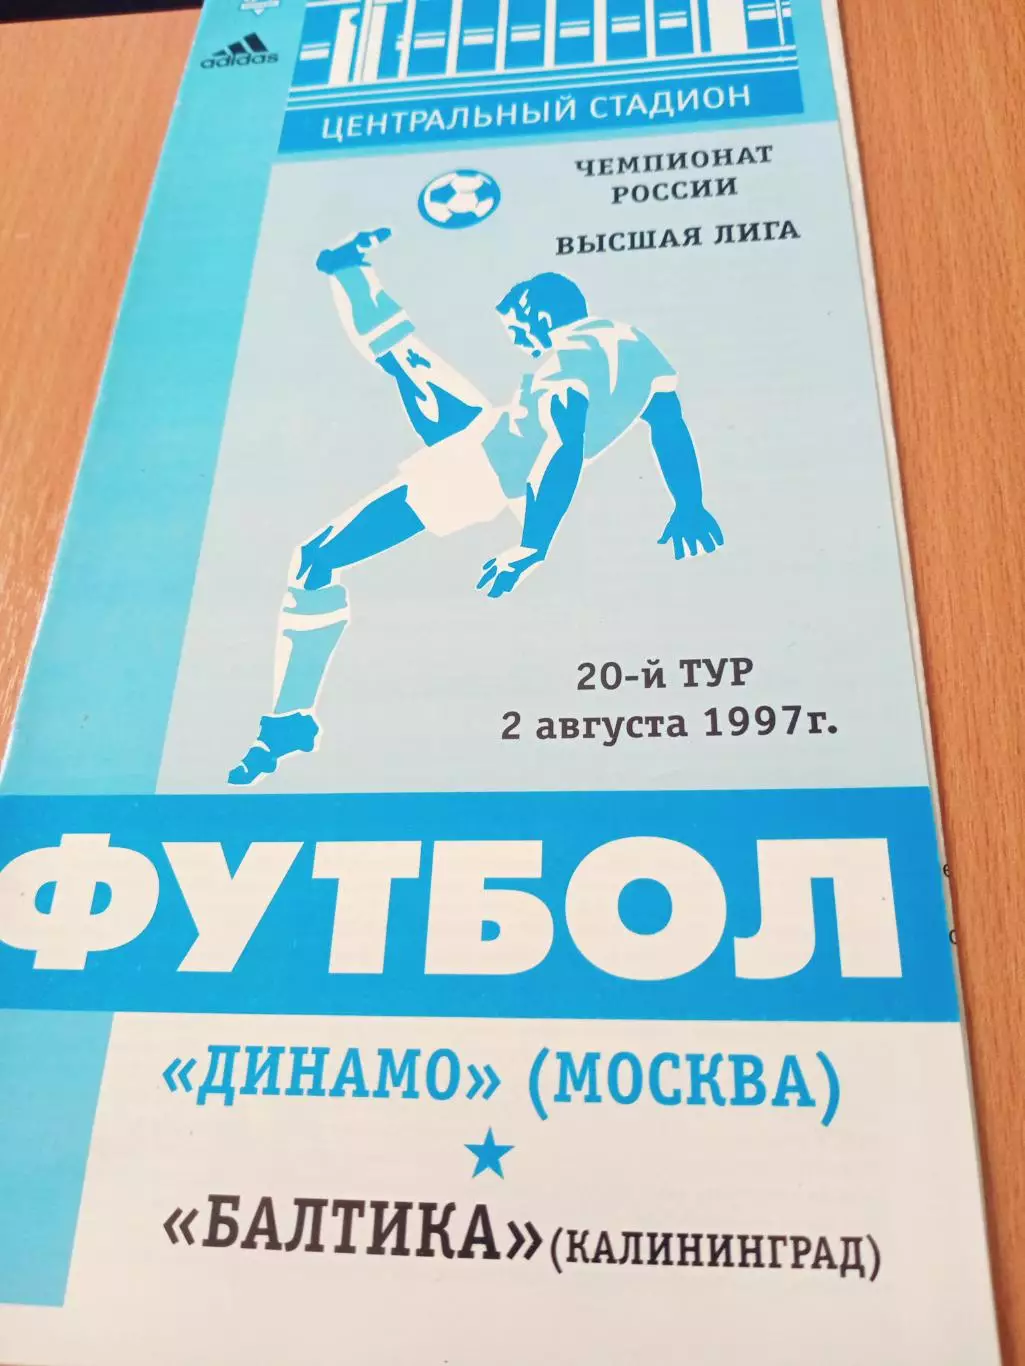 adidas
ЦЕНТРАЛЬНЫЙ СТАДИОН
ЧЕМПИОНАТ
РОССИИ
ВЫСШАЯ ЛИГА
20-й ТУР
2 августа 1997г.
ФУТБОЛ
«ДИНАМО» (МОСКВА)
«БАЛТИКА» (КАЛИНИНГРАД)